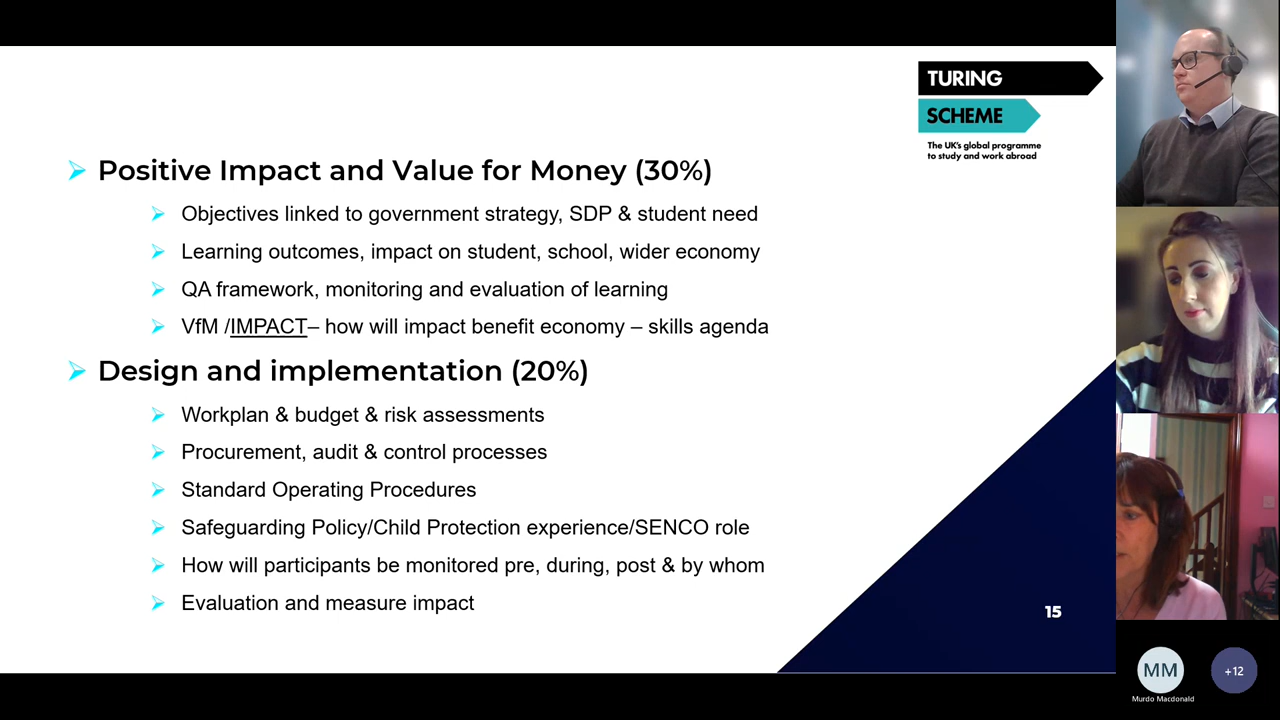 TURING
SCHEME
The UK's global programme
to study and work abroad
Positive Impact and Value for Money (30%)
Objectives linked to government strategy, SDP & student need
Learning outcomes, impact on student, school, wider economy
QA framework, monitoring and evaluation of learning
VfM /IMPACT– how will impact benefit economy – skills agenda
Design and implementation (20%)
Workplan & budget & risk assessments
Procurement, audit & control processes
Standard Operating Procedures
Safeguarding Policy/Child Protection experience/SENCO role
How will participants be monitored pre, during, post & by whom
Evaluation and measure impact
15
MM
+12
Murdo Macdonald